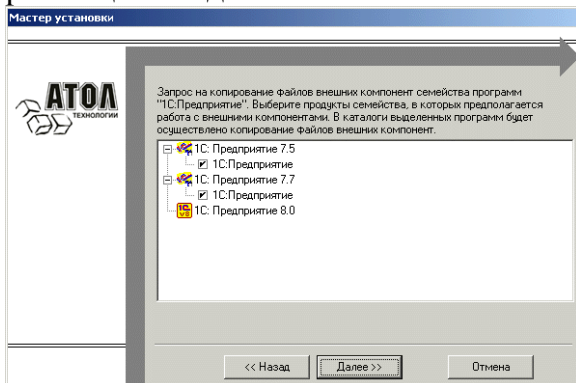 Мастер установки
АТОЛ
ТЕХНОЛОГИИ
Запрос на копирование файлов внешних компонент семейства программ
"1С:Предприятие". Выберите продукты семейства, в которых предполагается
работа с внешними компонентами. В каталоги выделенных программ будет
осуществлено копирование файлов внешних компонент.
1С: Предприятие 7.5
1С:Предприятие
1С: Предприятие 7.7
1С:Предприятие
1С: Предприятие 8.0
<< Назад
Далее >>
Отмена